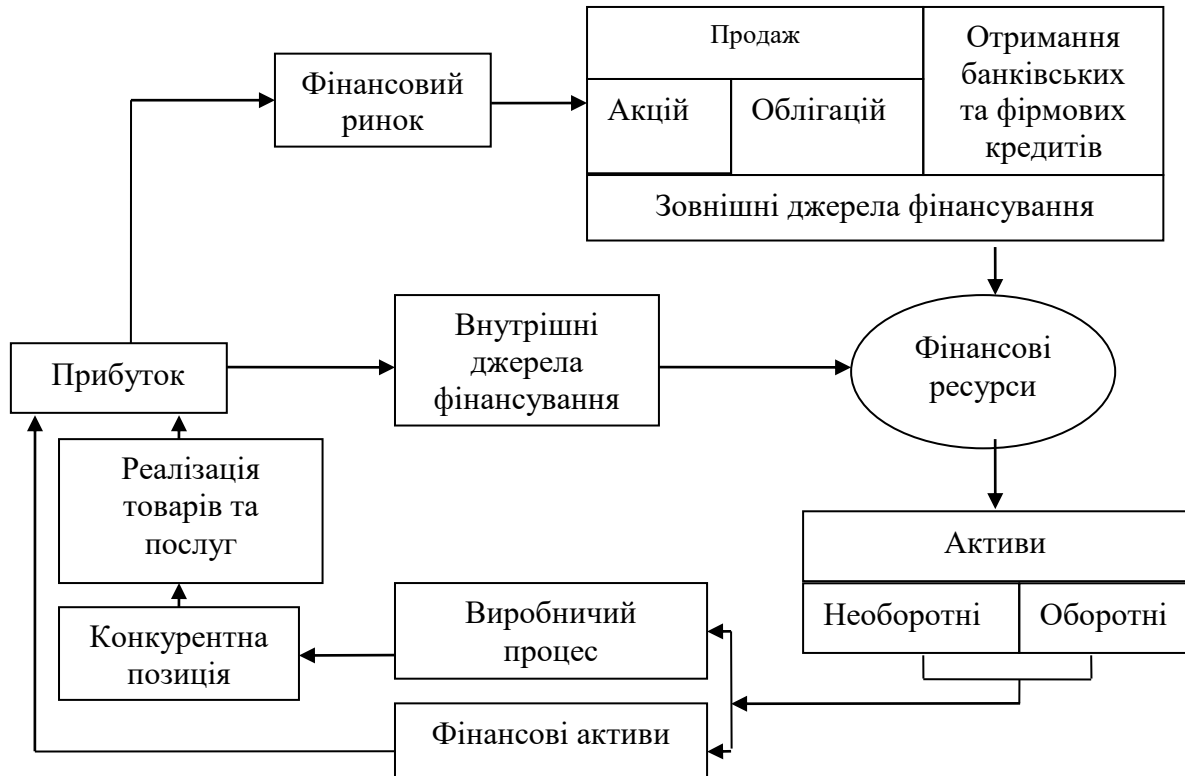 Продаж
Отримання
банківських
та фірмових
кредитів
Фінансовий
ринок
Акцій
Облігацій
Зовнішні джерела фінансування
Внутрішні
джерела
фінансування
Фінансові
ресурси
Прибуток
Реалізація
товарів та
послуг
Активи
Необоротні
Оборотні
Виробничий
процес
Конкурентна
позиція
Фінансові активи